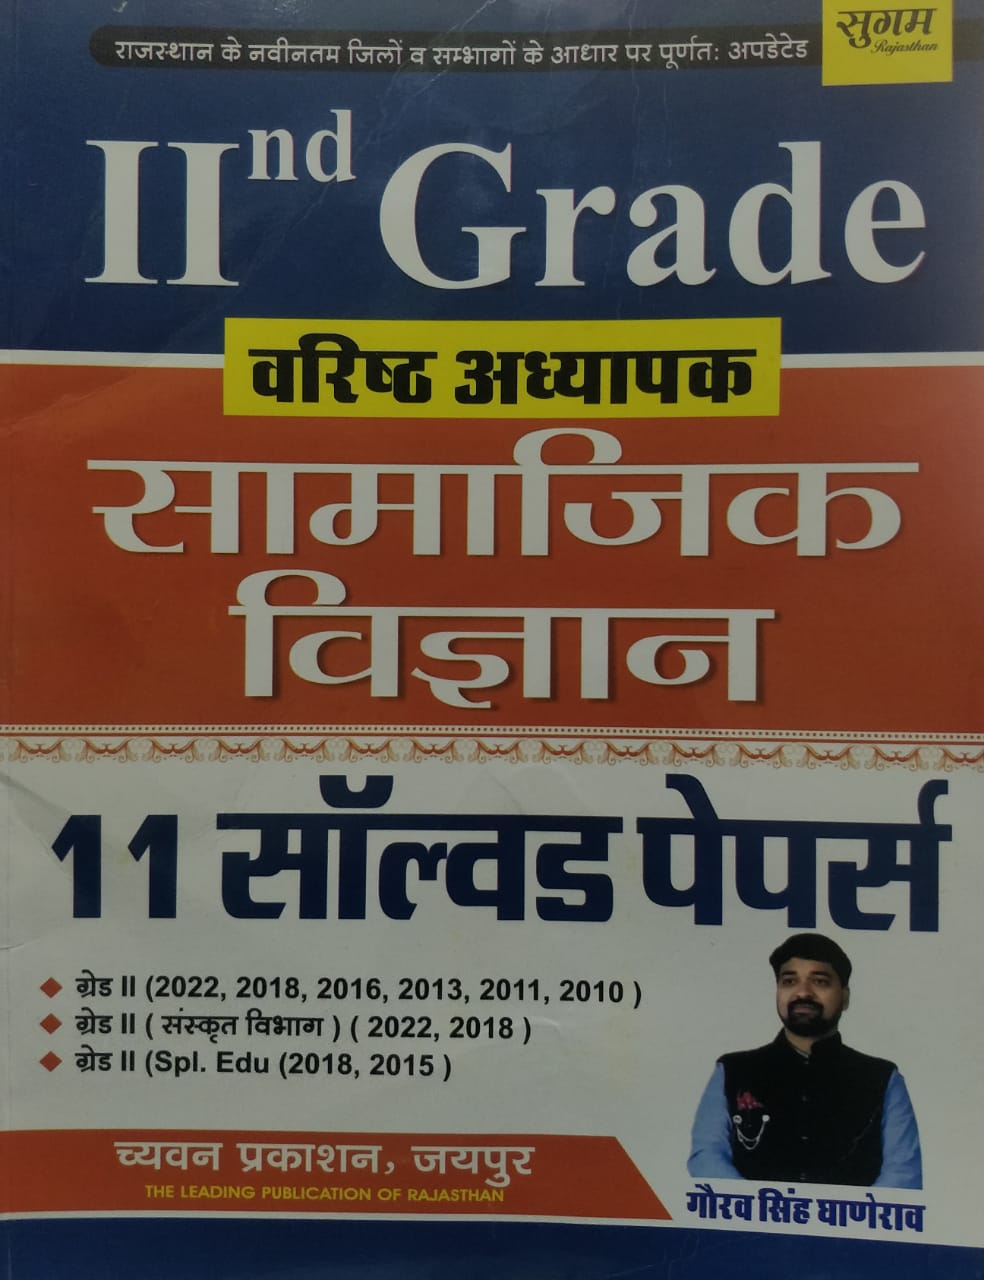 सुगम
Rajasthan
राजस्थान के नवीनतम जिलों व सम्भागों के आधार पर पूर्णतः अपडेटेड
IInd Grade
वरिष्ठ अध्यापक
सामाजिक
विज्ञान
11 सॉल्वड पेपर्स
ग्रेड II (2022, 2018, 2016, 2013, 2011, 2010 )
ग्रेड II ( संस्कृत विभाग ) ( 2022, 2018 )
ग्रेड II (Spl. Edu (2018, 2015 )
च्यवन प्रकाशन, जयपुर
THE LEADING PUBLICATION OF RAJASTHAN
गौरव सिंह घाणेराव